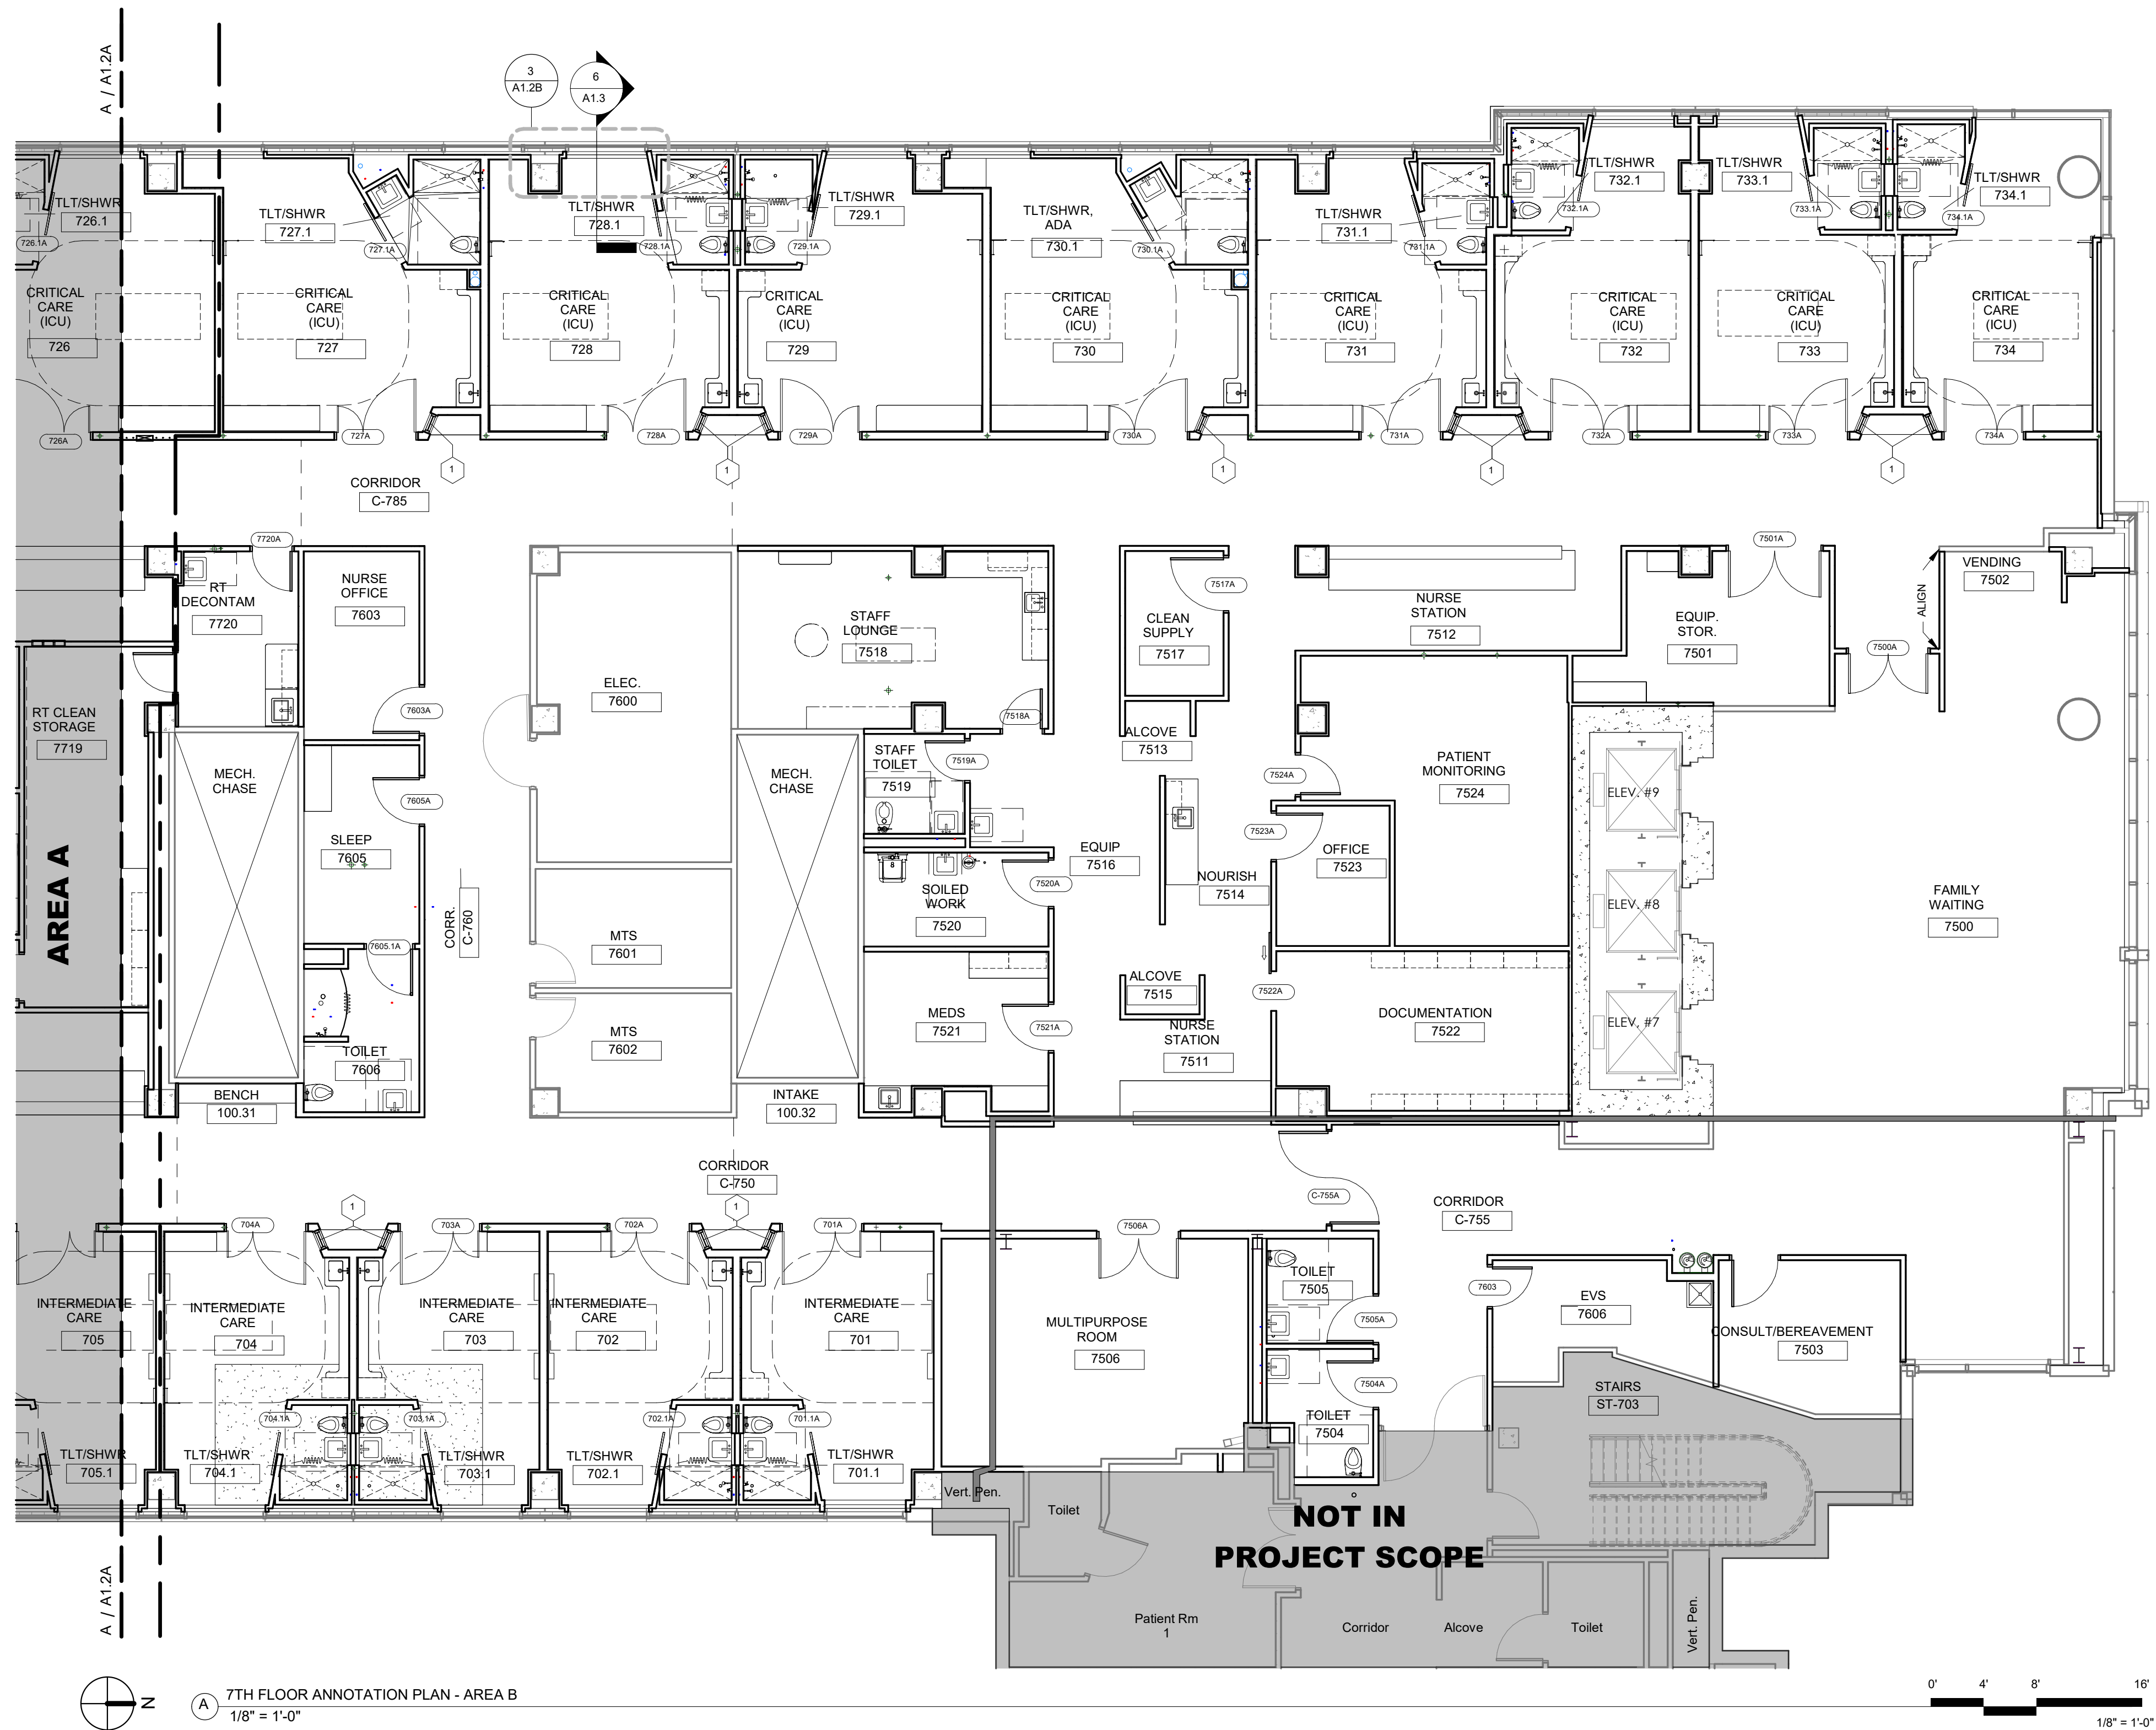 A / A1.2A
3
A1.2B
6
A1.3
TLT/SHWR
726.1
TLT/SHWR
727.1
TLT/SHWR
728.1
TLT/SHWR
729.1
TLT/SHWR,
ADA
730.1
TLT/SHWR
731.1
TLT/SHWR
732.1
TLT/SHWR
733.1
TLT/SHWR
734.1
726.1A
727.1A
728.1A
729.1A
730.1A
731.1A
732.1A
733.1A
734.1A
CRITICAL
CARE
(ICU)
726
CRITICAL
CARE
(ICU)
727
CRITICAL
CARE
(ICU)
728
CRITICAL
CARE
(ICU)
729
CRITICAL
CARE
(ICU)
730
CRITICAL
CARE
(ICU)
731
CRITICAL
CARE
(ICU)
732
CRITICAL
CARE
(ICU)
733
CRITICAL
CARE
(ICU)
734
726A
727A
728A
729A
730A
731A
732A
733A
734A
1
1
1
1
1
CORRIDOR
C-785
7720A
RT
DECONTAM
7720
NURSE
OFFICE
7603
7603A
ELEC.
7600
STAFF
LOUNGE
7518
7518A
CLEAN
SUPPLY
7517
7517A
NURSE
STATION
7512
EQUIP.
STOR.
7501
7501A
ALIGN
7500A
VENDING
7502
RT CLEAN
STORAGE
7719
AREA A
MECH.
CHASE
7605A
SLEEP
7605
7605.1A
TOILET
7606
CORR.
C-760
MTS
7601
MTS
7602
MECH.
CHASE
STAFF
TOILET
7519
7519A
SOILED
WORK
7520
7520A
MEDS
7521
7521A
ALCOVE
7513
EQUIP
7516
NOURISH
7514
ALCOVE
7515
NURSE
STATION
7511
7524A
PATIENT
MONITORING
7524
7523A
OFFICE
7523
7522A
DOCUMENTATION
7522
ELEV. #9
ELEV. #8
ELEV. #7
FAMILY
WAITING
7500
BENCH
100.31
INTAKE
100.32
CORRIDOR
C-750
C-755A
CORRIDOR
C-755
1
1
704A
703A
702A
701A
7506A
INTERMEDIATE
CARE
705
INTERMEDIATE
CARE
704
INTERMEDIATE
CARE
703
INTERMEDIATE
CARE
702
INTERMEDIATE
CARE
701
MULTIPURPOSE
ROOM
7506
TOILET
7505
7505A
7504A
TOILET
7504
7603
EVS
7606
CONSULT/BEREAVEMENT
7503
STAIRS
ST-703
704.1A
703.1A
702.1A
701.1A
TLT/SHWR
705.1
TLT/SHWR
704.1
TLT/SHWR
703.1
TLT/SHWR
702.1
TLT/SHWR
701.1
Vert. Pen.
Toilet
NOT IN
PROJECT SCOPE
Patient Rm
1
Corridor
Alcove
Toilet
Vert. Pen.
A / A1.2A
N
A
7TH FLOOR ANNOTATION PLAN - AREA B
1/8" = 1'-0"
0' 4' 8' 16'
1/8" = 1'-0"